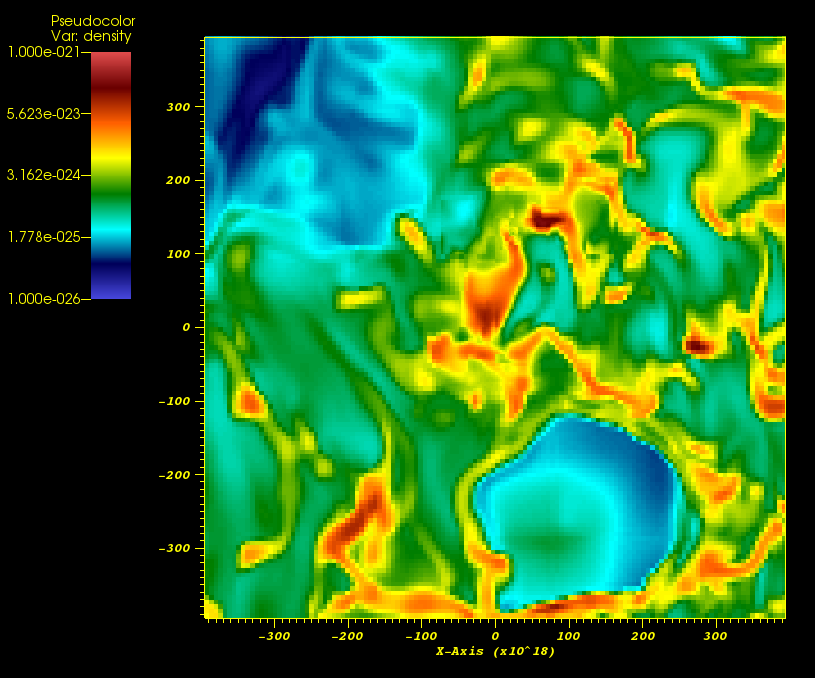 Pseudocolor
Var: density
1.000e-021
5.623e-023
3.162e-024
1.778e-025
1.000e-026
300
200
100
0
-100
-200
-300
-300 -200 -100 0 100 200 300
X-Axis (x10^18)